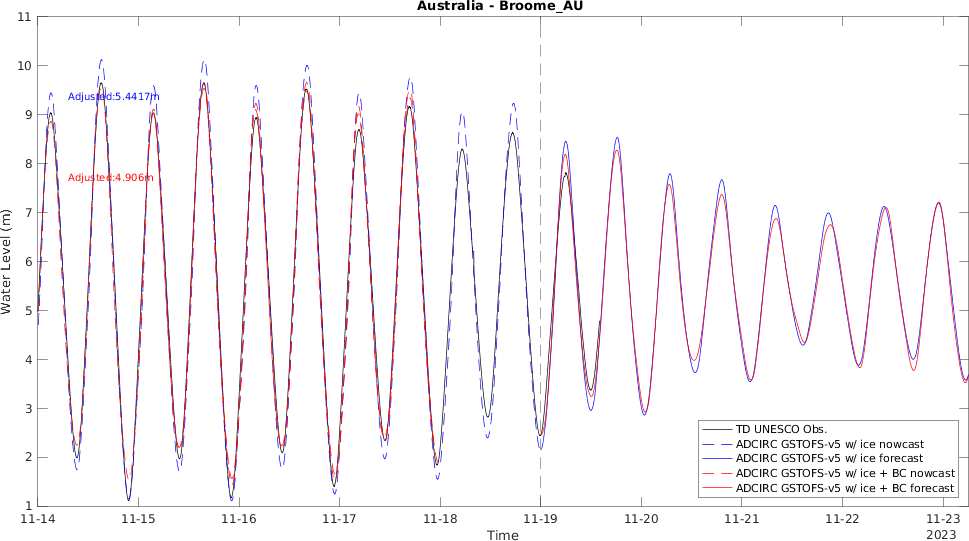 Australia - Broome_AU
11
10
9
8
7
6
5
4
3
2
1
Water Level (m)
Adjusted:5.4417m
Adjusted:4.906m
TD UNESCO Obs.
ADCIRC GSTOFS-v5 w/ ice nowcast
ADCIRC GSTOFS-v5 w/ ice forecast
ADCIRC GSTOFS-v5 w/ ice + BC nowcast
ADCIRC GSTOFS-v5 w/ ice + BC forecast
11-14 11-15 11-16 11-17 11-18 11-19 11-20 11-21 11-22 11-23
Time
2023